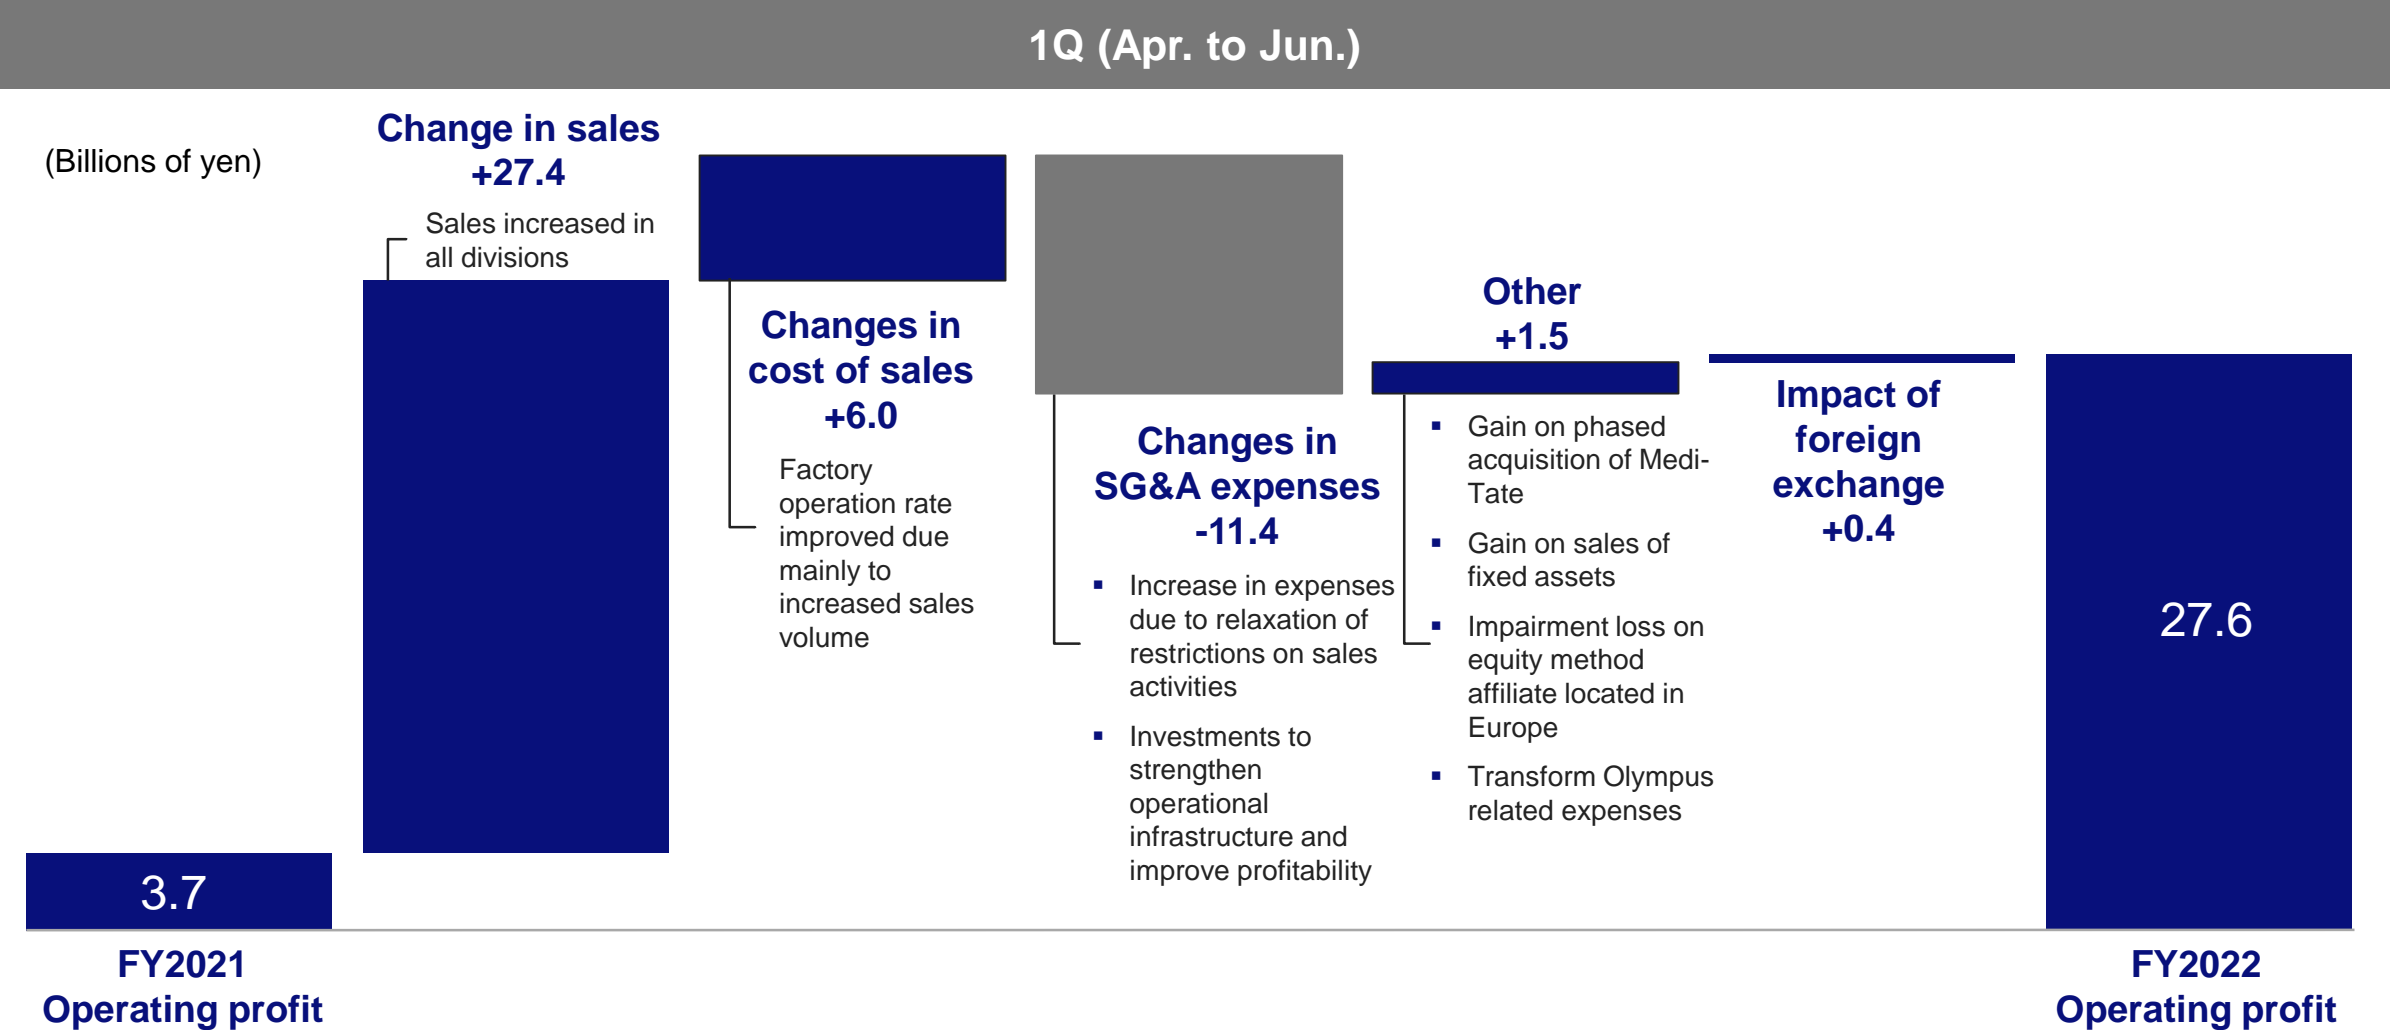 1Q (Apr. to Jun.)
(Billions of yen)
Change in sales
+27.4
Sales increased in
all divisions
Changes in
cost of sales
+6.0
Factory
operation rate
improved due
mainly to
increased sales
volume
Changes in
SG&A expenses
-11.4
▪ Increase in expenses
due to relaxation of
restrictions on sales
activities
▪ Investments to
strengthen
operational
infrastructure and
improve profitability
Other
+1.5
▪ Gain on phased
acquisition of Medi-
Tate
▪ Gain on sales of
fixed assets
▪ Impairment loss on
equity method
affiliate located in
Europe
▪ Transform Olympus
related expenses
Impact of
foreign
exchange
+0.4
3.7
27.6
FY2021
Operating profit
FY2022
Operating profit